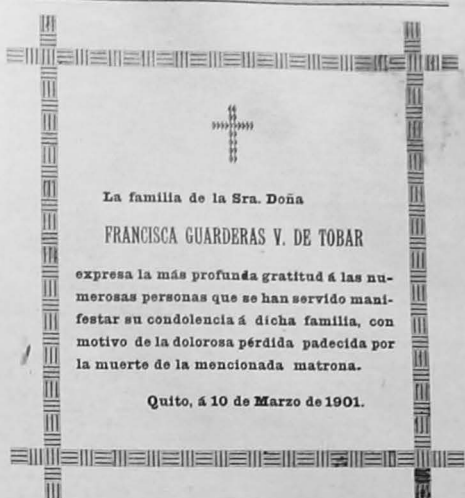 La familia de la Sra. Doña
FRANCISCA GUARDERAS V. DE TOBAR
expresa la más profunda gratitud á las nu-
merosas personas que se han servido mani-
festar su condolencia á dicha familia, con
motivo de la dolorosa pérdida padecida por
la muerte de la mencionada matrona.
Quito, á 10 de Marzo de 1901.